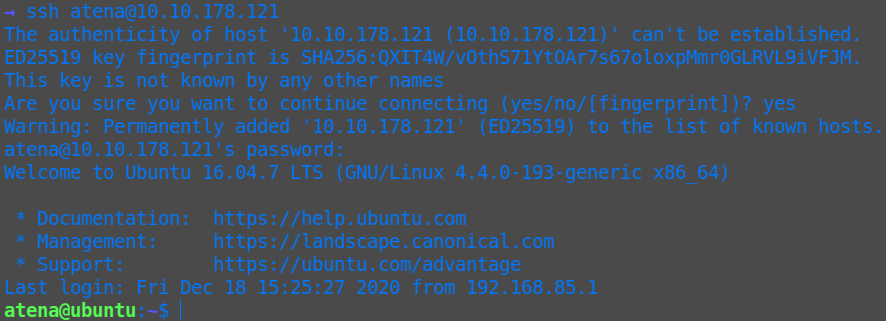 → ssh atena@10.10.178.121
The authenticity of host '10.10.178.121 (10.10.178.121)' can't be established.
ED25519 key fingerprint is SHA256:QXIT4W/vOthS71YtOAr7s67oloxpMmr0GLRVL9iVFJM.
This key is not known by any other names
Are you sure you want to continue connecting (yes/no/[fingerprint])? yes
Warning: Permanently added '10.10.178.121' (ED25519) to the list of known hosts.
atena@10.10.178.121's password:
Welcome to Ubuntu 16.04.7 LTS (GNU/Linux 4.4.0-193-generic x86_64)
* Documentation:  https://help.ubuntu.com
* Management:     https://landscape.canonical.com
* Support:        https://ubuntu.com/advantage
Last login: Fri Dec 18 15:25:27 2020 from 192.168.85.1
atena@ubuntu:~$